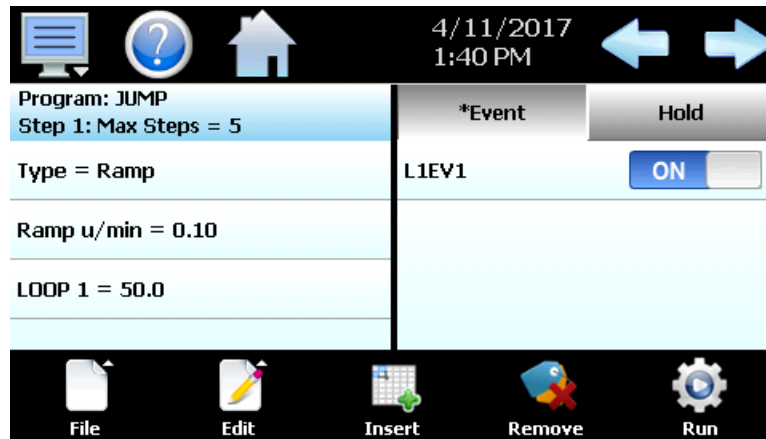 4/11/2017
1:40 PM
Program: JUMP
Step 1: Max Steps = 5
*Event
Hold
Type = Ramp
L1EV1
ON
Ramp u/min = 0.10
LOOP 1 = 50.0
File
Edit
Insert
Remove
Run